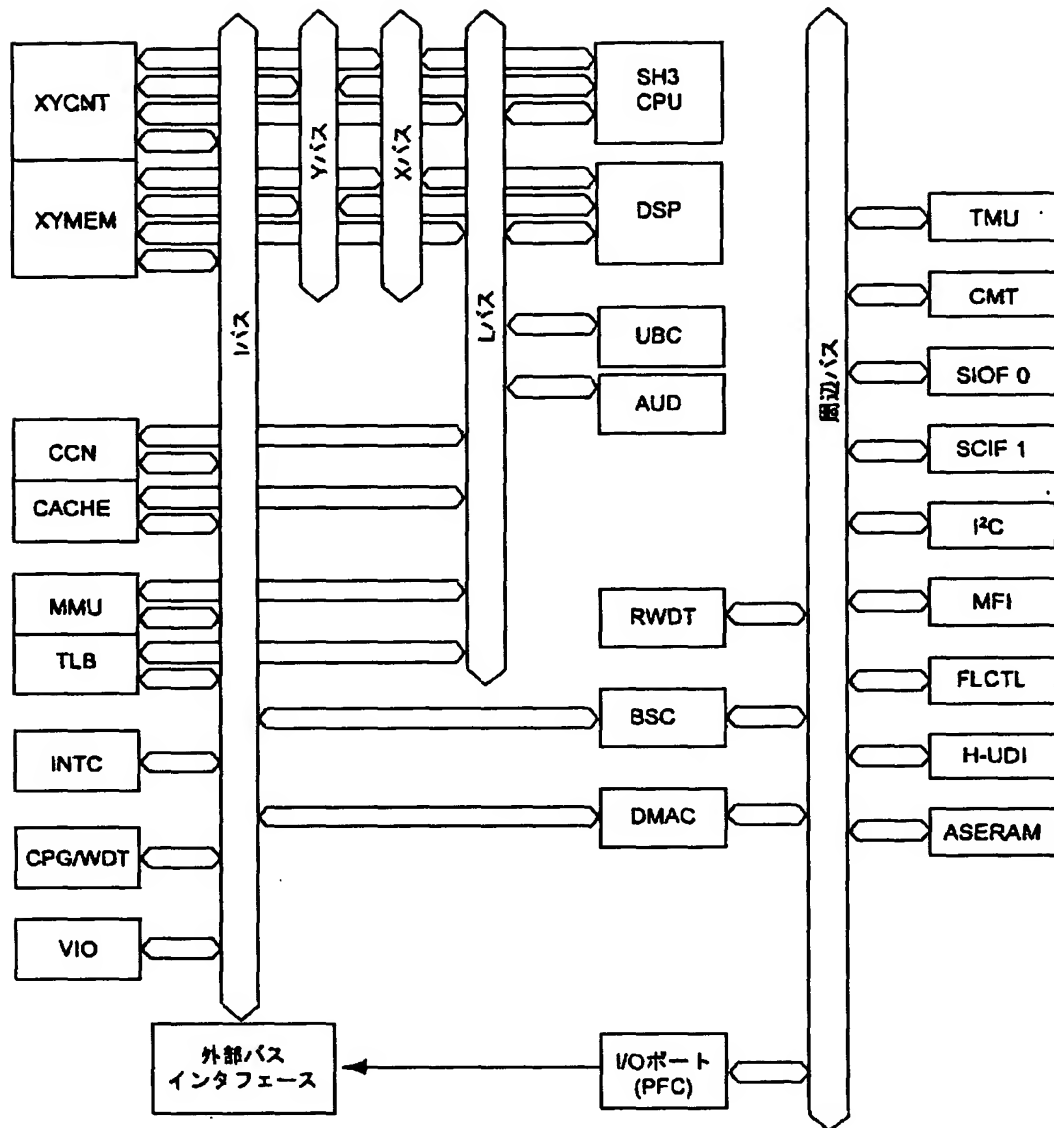 XYCNT
XYMEM
CCN
CACHE
MMU
TLB
INTC
CPG/WDT
VIO
Iバス
Yバス
Xバス
Lバス
SH3
CPU
DSP
UBC
AUD
RWDT
BSC
DMAC
周辺バス
TMU
CMT
SIOF 0
SCIF 1
I²C
MFI
FLCTL
H-UDI
ASERAM
外部バス
インタフェース
I/Oポート
(PFC)